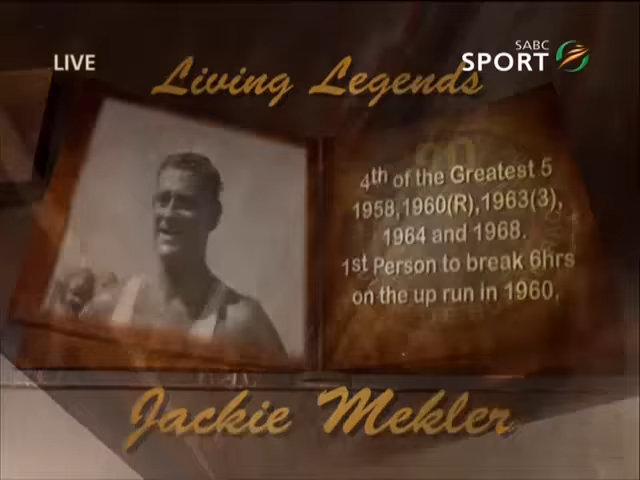 LIVE
SABC
SPORT
Living Legends
4th of the Greatest 5
1958,1960(R),1963(3),
1964 and 1968.
1st Person to break 6hrs
on the up run in 1960.
Jackie Mekler